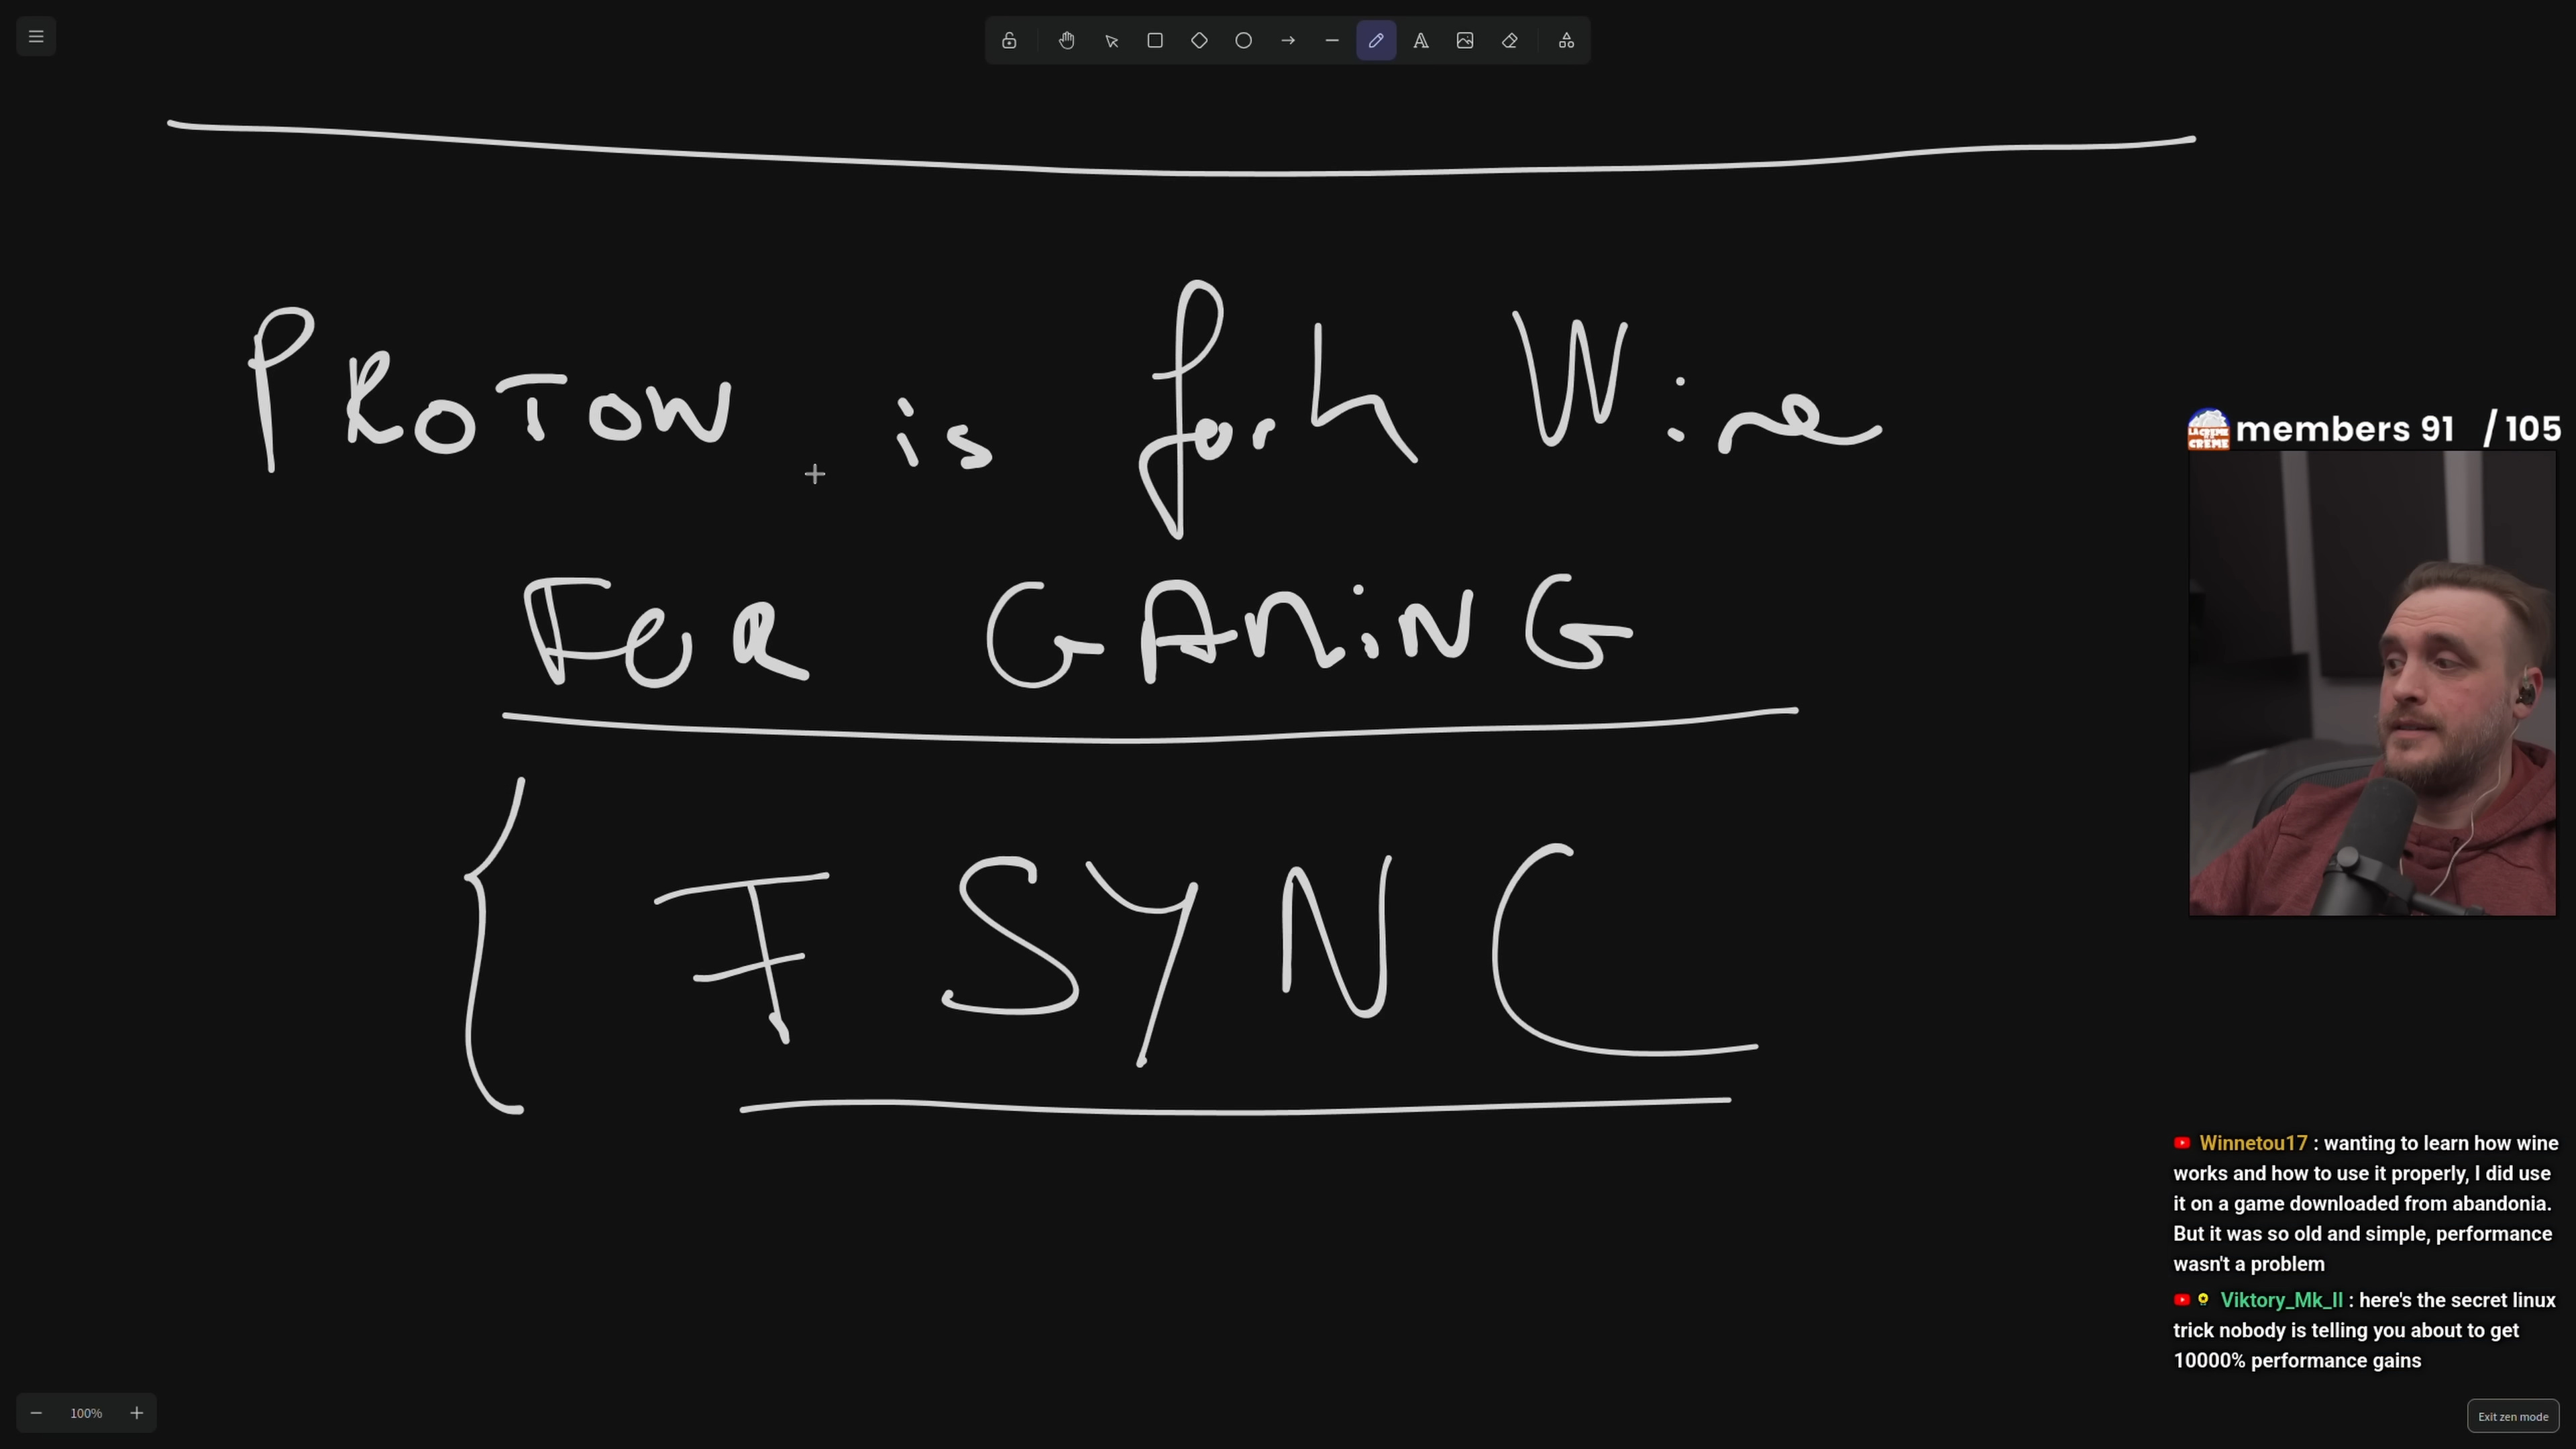 PROTON is fork Wine
members 91 / 105
FOR GAMiNG
FSYNC
Winnetou17 : wanting to learn how wine
works and how to use it properly, I did use
it on a game downloaded from abandonia.
But it was so old and simple, performance
wasn't a problem
Viktory_Mk_II : here's the secret linux
trick nobody is telling you about to get
10000% performance gains
100%
Exit zen mode